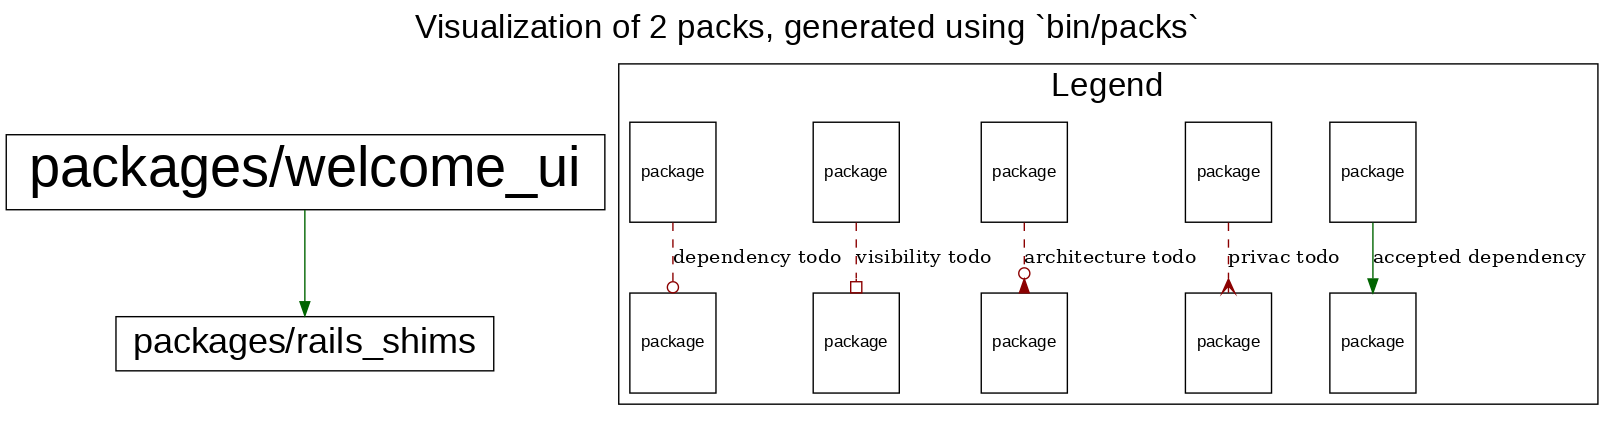 Visualization of 2 packs, generated using `bin/packs`
packages/welcome_ui
packages/rails_shims
Legend
package package package package package
dependency todo visibility todo architecture todo privac todo accepted dependency
package package package package package